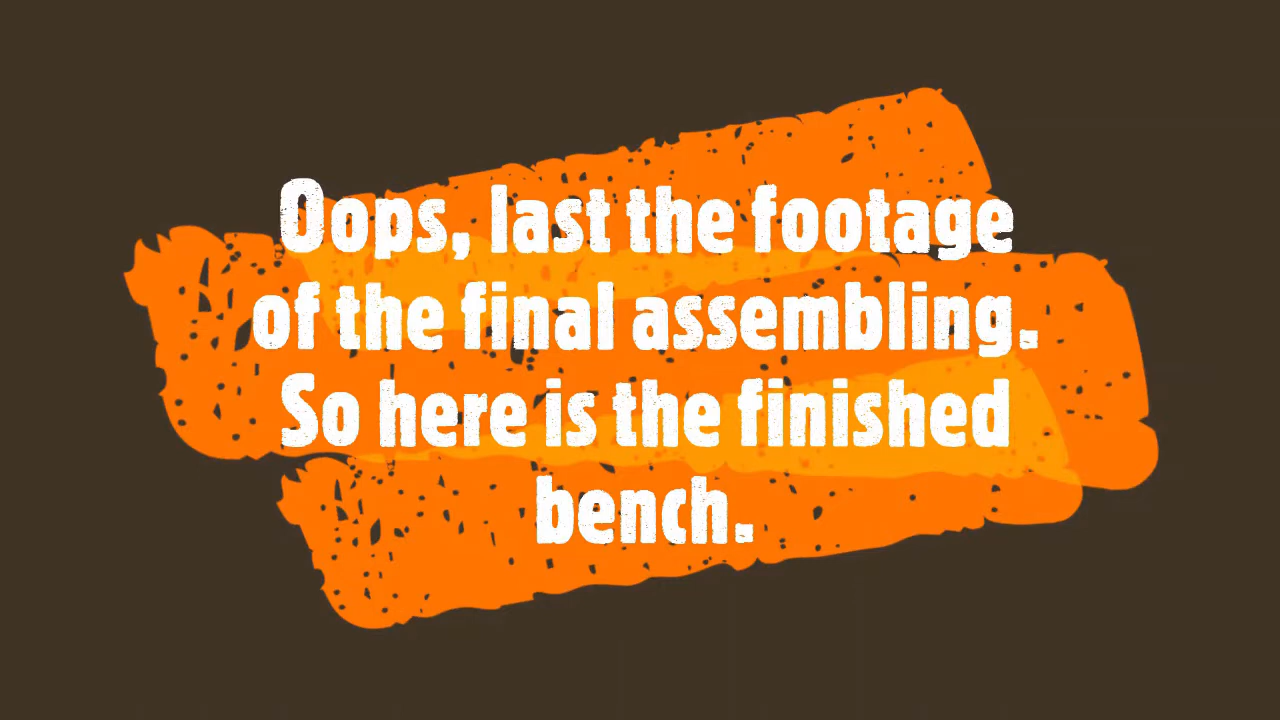 Oops, last the footage
of the final assembling.
So here is the finished
bench.